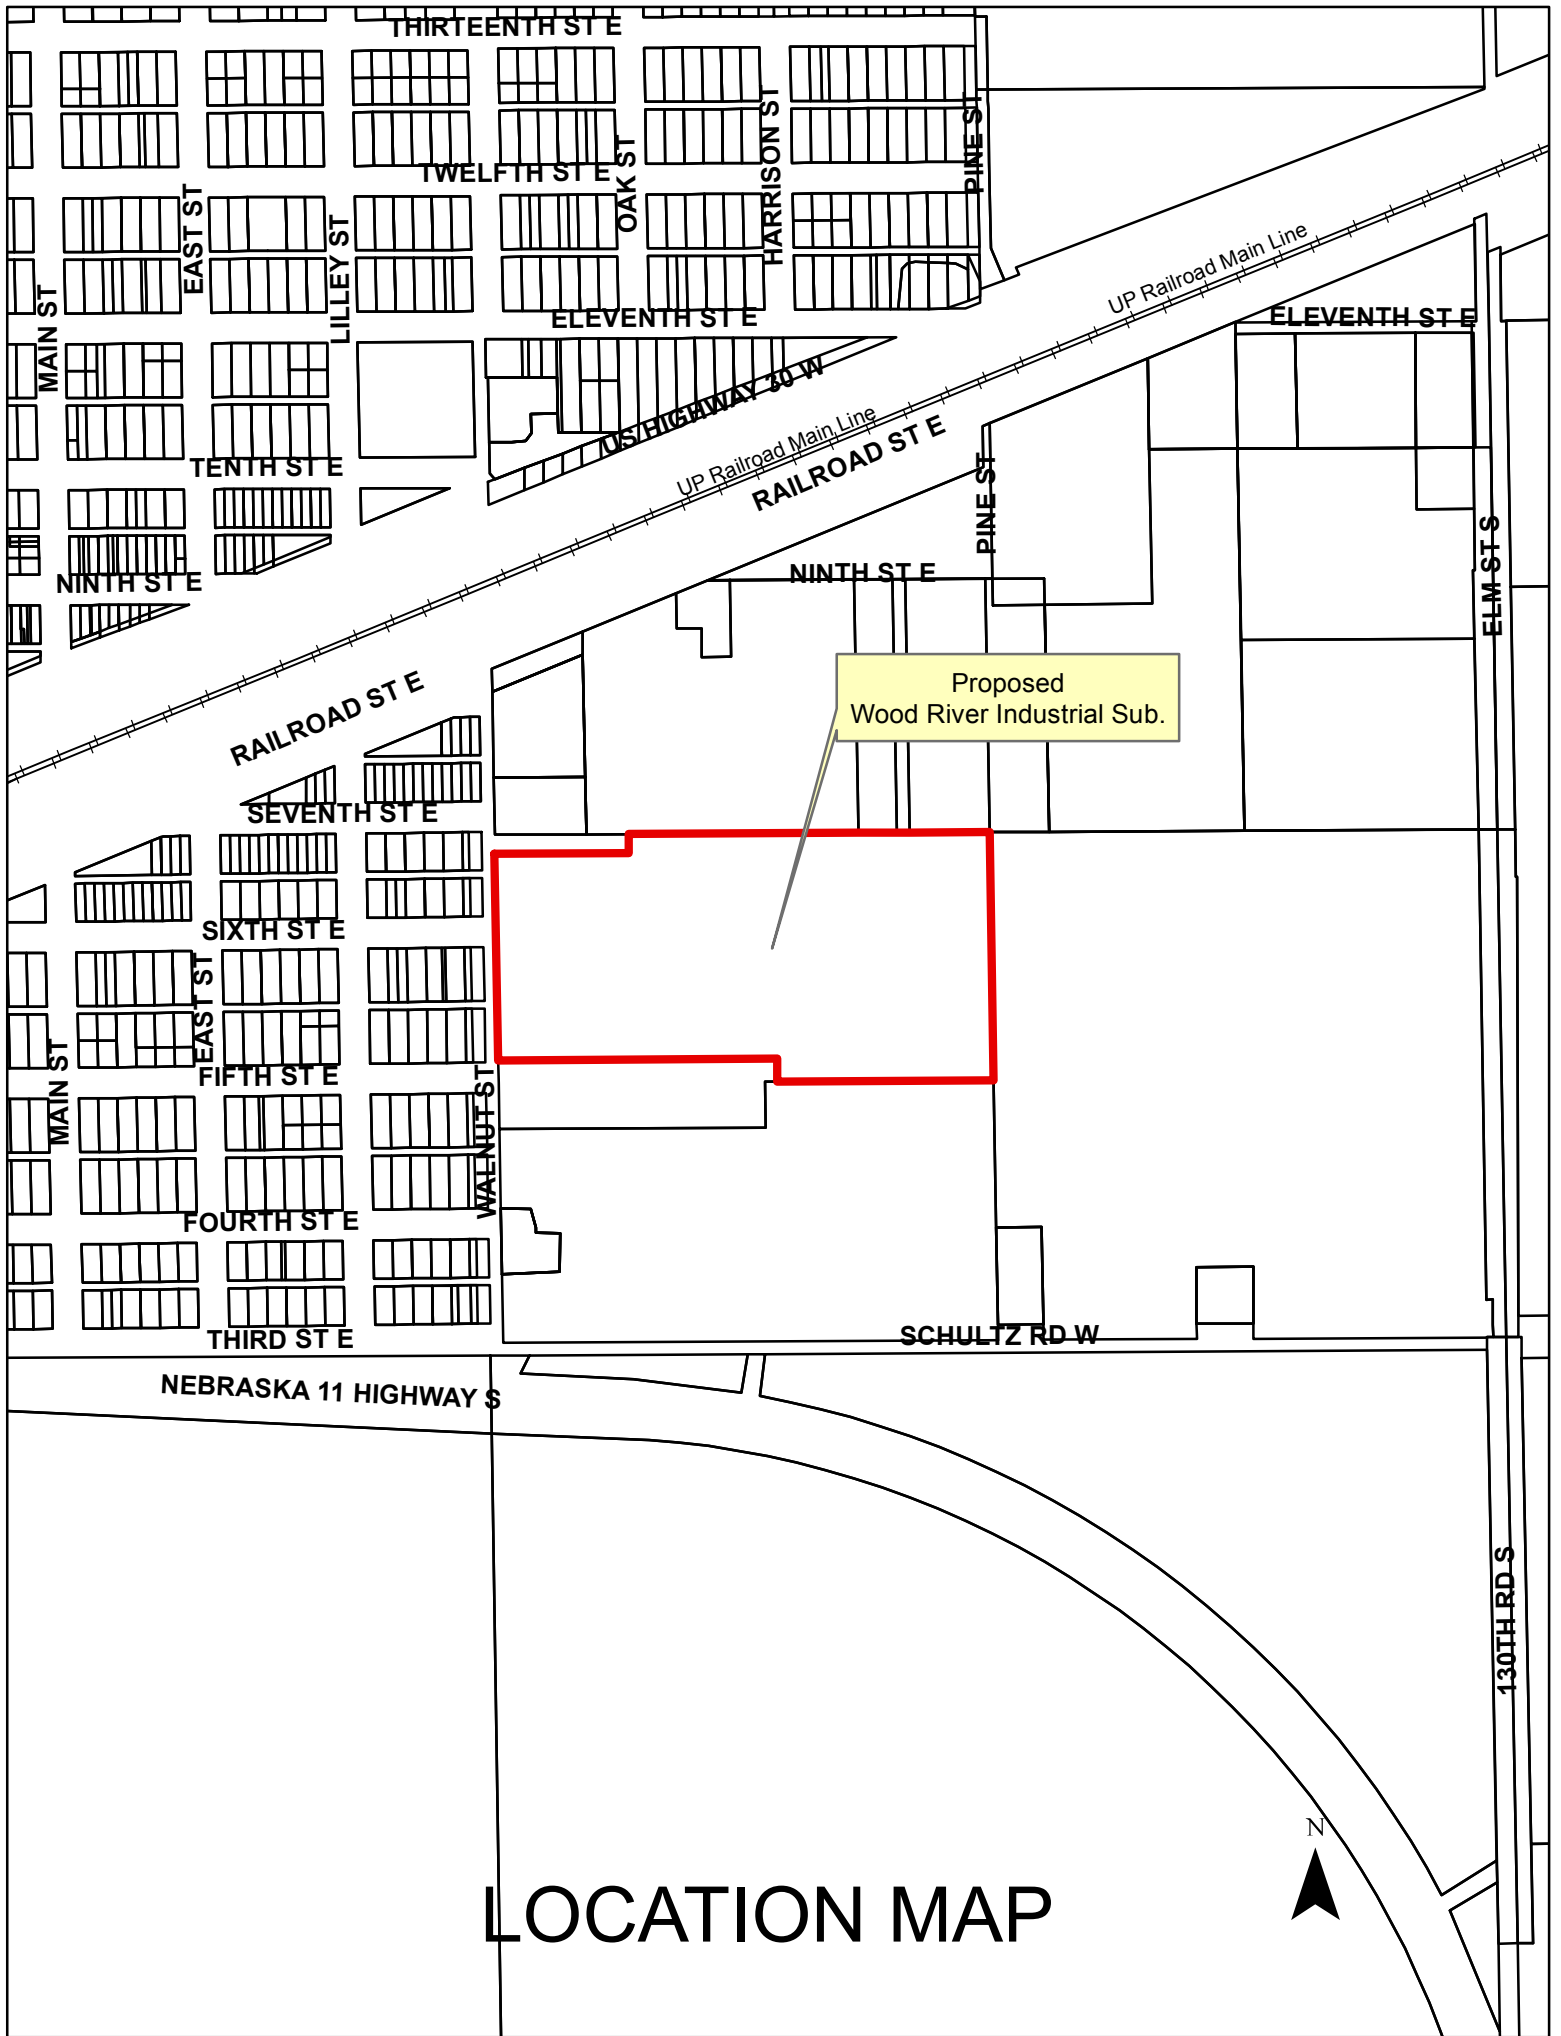 THIRTEENTH ST E
TWELFTH ST E
OAK ST
HARRISON ST
PINE ST
EAST ST
LILLEY ST
MAIN ST
ELEVENTH ST E
UP Railroad Main Line
ELEVENTH ST E
US HIGHWAY 30 W
UP Railroad Main Line
RAILROAD ST E
TENTH ST E
PINE ST
ELM ST S
NINTH ST E
NINTH ST E
RAILROAD ST E
Proposed
Wood River Industrial Sub.
SEVENTH ST E
SIXTH ST E
EAST ST
MAIN ST
FIFTH ST E
WALNUT ST
FOURTH ST E
THIRD ST E
SCHULTZ RD W
NEBRASKA 11 HIGHWAY S
130TH RD S
N
LOCATION MAP